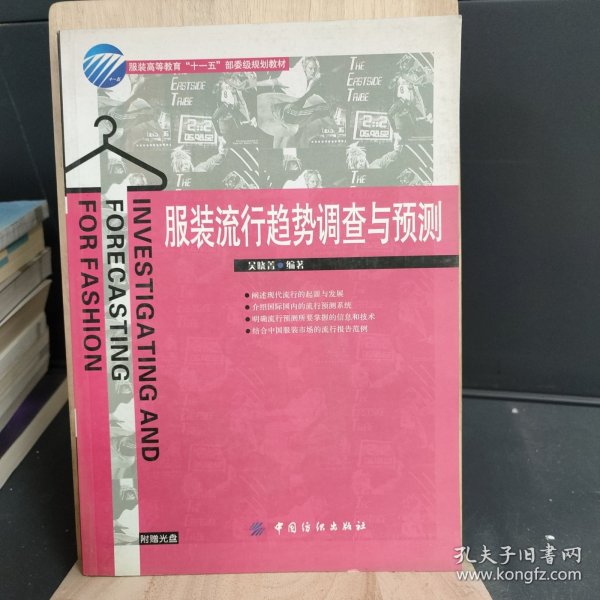 服装高等教育“十一五”部委级规划教材
十一五
THE
EASTSIDE
TRIBE
THE
EASTSIDE
TRIBE
INVESTIGATING AND
FORECASTING
FOR FASHION
服装流行趋势调查与预测
吴晓菁 编著
阐述现代流行的起源与发展
介绍国际国内的流行预测系统
明确流行预测所要掌握的信息和技术
结合中国服装市场的流行报告范例
附赠光盘
中国纺织出版社
孔夫子旧书网
www.kongfz.com